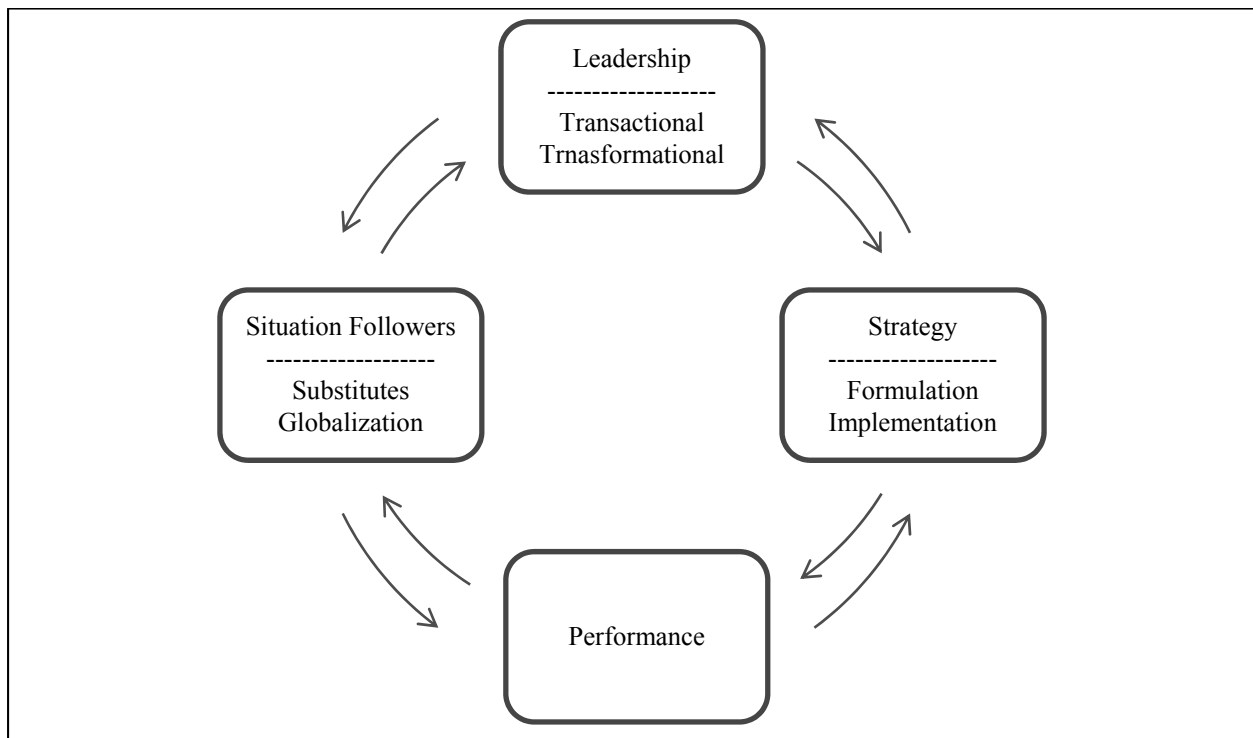 Leadership
-------------------
Transactional
Trnasformational
Situation Followers
-------------------
Substitutes
Globalization
Strategy
-------------------
Formulation
Implementation
Performance